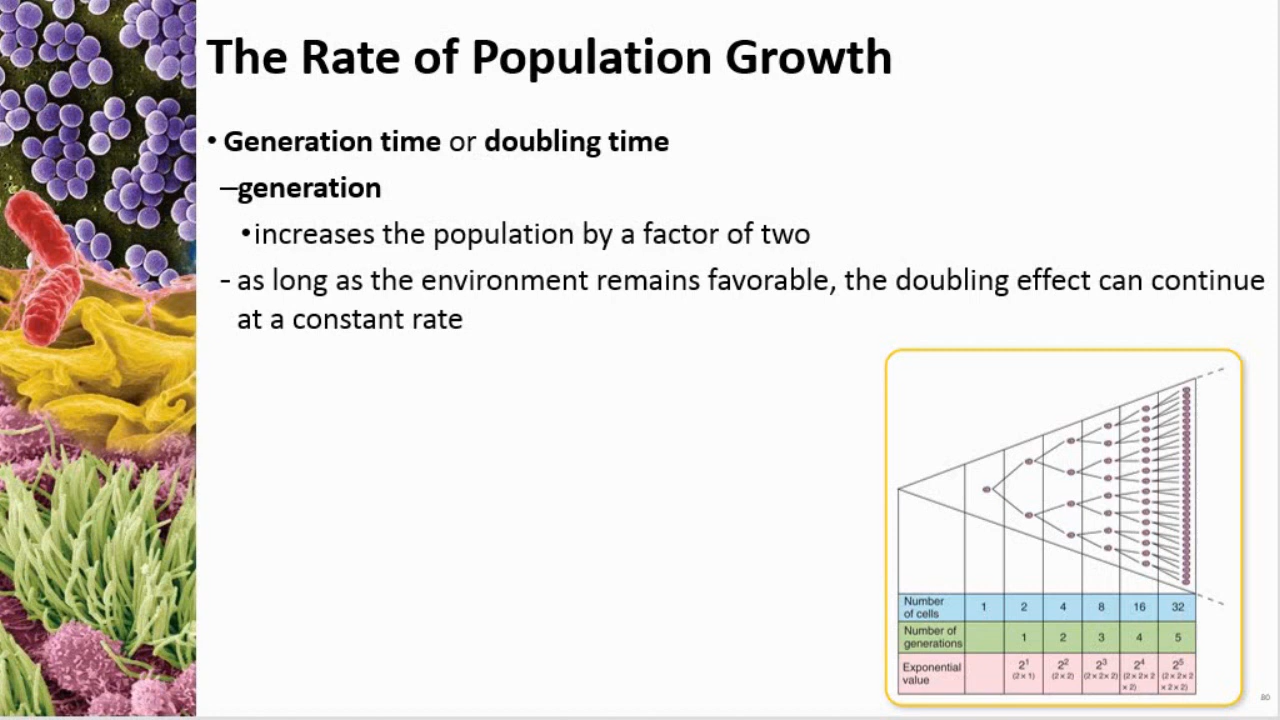 The Rate of Population Growth
• Generation time or doubling time
–generation
•increases the population by a factor of two
- as long as the environment remains favorable, the doubling effect can continue
at a constant rate
Number
of cells
1 2 4 8 16 32
Number of
generations
1 2 3 4 5
Exponential
value
2¹ 2² 2³ 2⁴ 2⁵
(2 × 1) (2 × 2) (2 × 2 × 2) (2 × 2 × 2 × 2) (2 × 2 × 2 × 2 × 2)
80